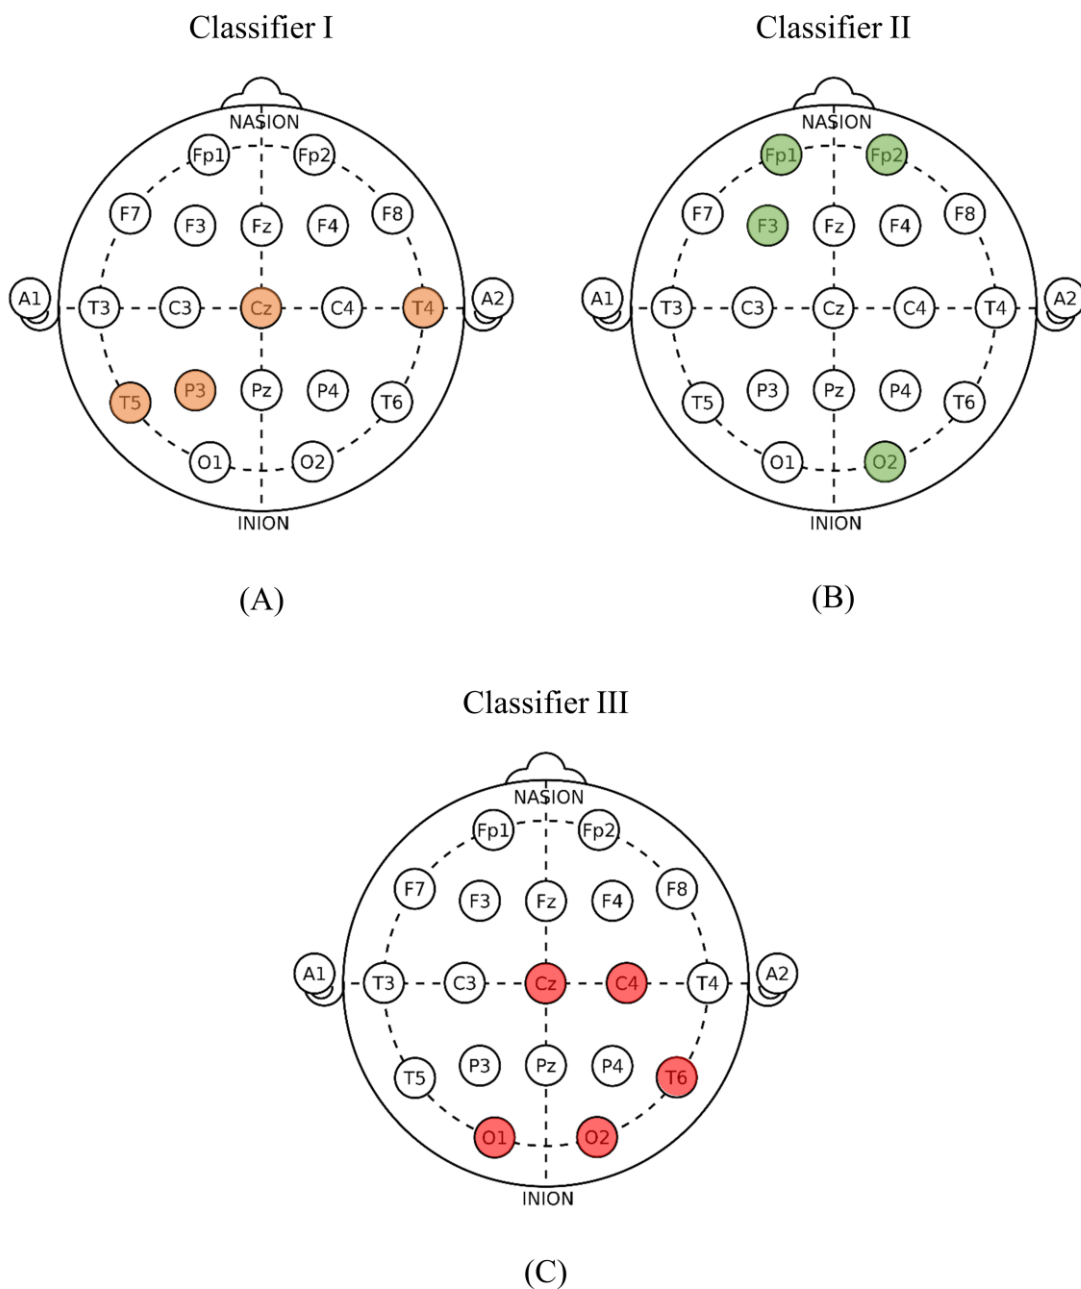 Classifier I
NASION
Fp1 Fp2
F7 F3 Fz F4 F8
A1 T3 C3 Cz C4 T4 A2
T5 P3 Pz P4 T6
O1 O2
INION
(A)
Classifier II
NASION
Fp1 Fp2
F7 F3 Fz F4 F8
A1 T3 C3 Cz C4 T4 A2
T5 P3 Pz P4 T6
O1 O2
INION
(B)
Classifier III
NASION
Fp1 Fp2
F7 F3 Fz F4 F8
A1 T3 C3 Cz C4 T4 A2
T5 P3 Pz P4 T6
O1 O2
INION
(C)